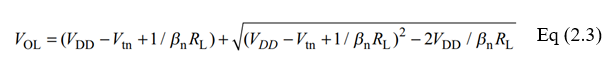 V_OL = (V_DD − V_tn + 1 / β_n R_L) + √((V_DD − V_tn + 1 / β_n R_L)² − 2V_DD / β_n R_L) Eq (2.3)